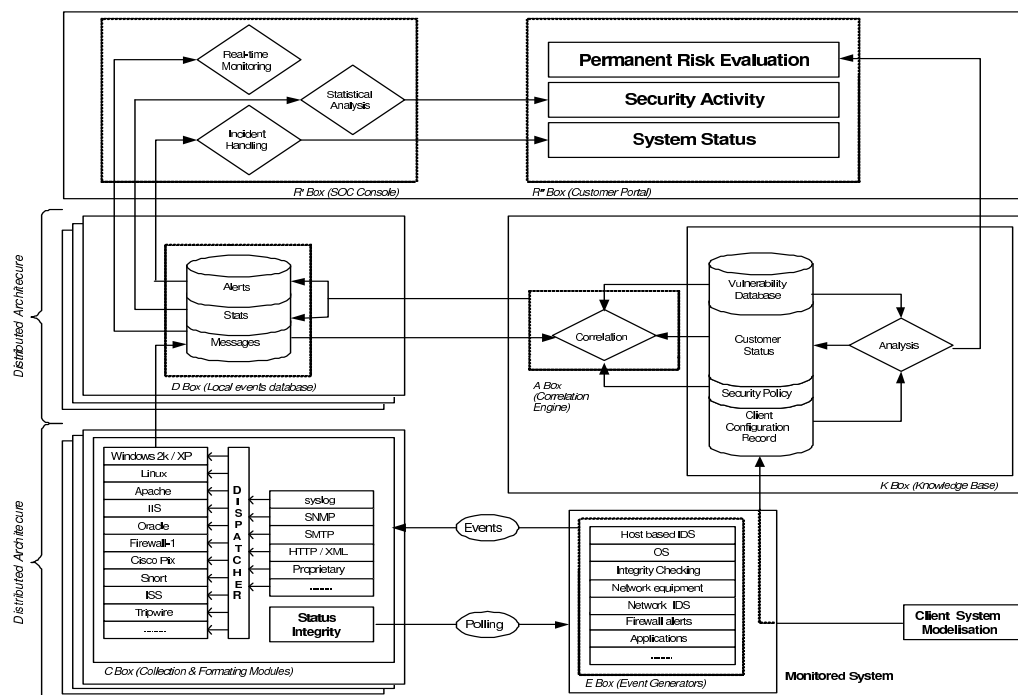 Real-time
Monitoring
Statistical
Analysis
Incident
Handling
R' Box (SOC Console)
Permanent Risk Evaluation
Security Activity
System Status
R'' Box (Customer Portal)
Distributed Architecure
Alerts
Stats
Messages
D Box (Local events database)
Correlation
A Box
(Correlation
Engine)
Vulnerability
Database
Customer
Status
Security Policy
Client
Configuration
Record
Analysis
K Box (Knowledge Base)
Distributed Architecure
Windows 2k / XP
Linux
Apache
IIS
Oracle
Firewall-1
Cisco Pix
Snort
ISS
Tripwire
........
DISPATCHER
syslog
SNMP
SMTP
HTTP / XML
Proprietary
........
Status
Integrity
C Box (Collection & Formating Modules)
Events
Polling
Host based IDS
OS
Integrity Checking
Network equipment
Network IDS
Firewall alerts
Applications
........
E Box (Event Generators)
Monitored System
Client System
Modelisation